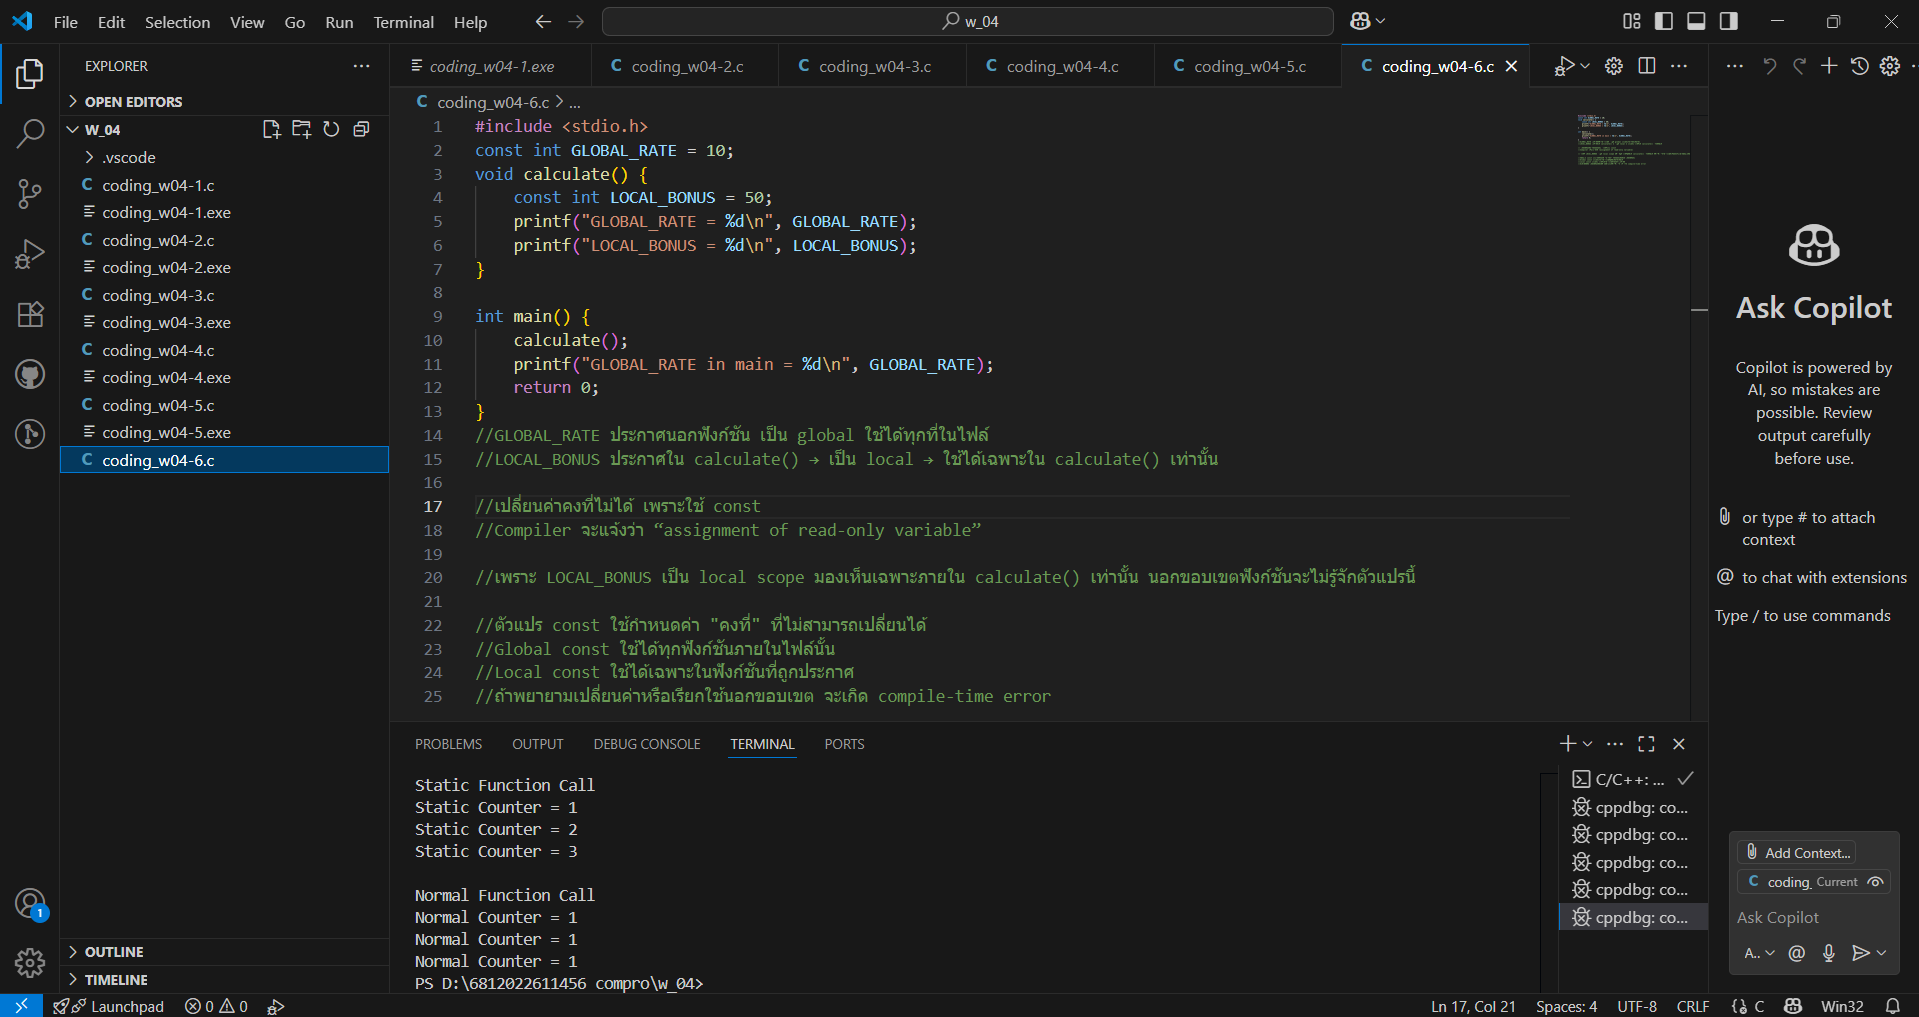 File Edit Selection View Go Run Terminal Help
w_04
EXPLORER
OPEN EDITORS
W_04
.vscode
coding_w04-1.c
coding_w04-1.exe
coding_w04-2.c
coding_w04-2.exe
coding_w04-3.c
coding_w04-3.exe
coding_w04-4.c
coding_w04-4.exe
coding_w04-5.c
coding_w04-5.exe
coding_w04-6.c
OUTLINE
TIMELINE
coding_w04-1.exe C coding_w04-2.c C coding_w04-3.c C coding_w04-4.c C coding_w04-5.c C coding_w04-6.c
C coding_w04-6.c > ...
1 #include <stdio.h>
2 const int GLOBAL_RATE = 10;
3 void calculate() {
4 const int LOCAL_BONUS = 50;
5 printf("GLOBAL_RATE = %d\n", GLOBAL_RATE);
6 printf("LOCAL_BONUS = %d\n", LOCAL_BONUS);
7 }
8
9 int main() {
10 calculate();
11 printf("GLOBAL_RATE in main = %d\n", GLOBAL_RATE);
12 return 0;
13 }
14 //GLOBAL_RATE ประกาศนอกฟังก์ชัน เป็น global ใช้ได้ทุกที่ในไฟล์
15 //LOCAL_BONUS ประกาศใน calculate() → เป็น local → ใช้ได้เฉพาะใน calculate() เท่านั้น
16
17 //เปลี่ยนค่าคงที่ไม่ได้ เพราะใช้ const
18 //Compiler จะแจ้งว่า “assignment of read-only variable”
19
20 //เพราะ LOCAL_BONUS เป็น local scope มองเห็นเฉพาะภายใน calculate() เท่านั้น นอกขอบเขตฟังก์ชันจะไม่รู้จักตัวแปรนี้
21
22 //ตัวแปร const ใช้กำหนดค่า "คงที่" ที่ไม่สามารถเปลี่ยนได้
23 //Global const ใช้ได้ทุกฟังก์ชันภายในไฟล์นั้น
24 //Local const ใช้ได้เฉพาะในฟังก์ชันที่ถูกประกาศ
25 //ถ้าพยายามเปลี่ยนค่าหรือเรียกใช้นอกขอบเขต จะเกิด compile-time error
PROBLEMS OUTPUT DEBUG CONSOLE TERMINAL PORTS
Static Function Call
Static Counter = 1
Static Counter = 2
Static Counter = 3
Normal Function Call
Normal Counter = 1
Normal Counter = 1
Normal Counter = 1
PS D:\6812022611456 compro\w_04>
C/C++: ...
cppdbg: co...
cppdbg: co...
cppdbg: co...
cppdbg: co...
cppdbg: co...
Ask Copilot
Copilot is powered by
AI, so mistakes are
possible. Review
output carefully
before use.
or type # to attach
context
@ to chat with extensions
Type / to use commands
Add Context...
C coding_ Current
Ask Copilot
A..
1
Launchpad 0 0
Ln 17, Col 21 Spaces: 4 UTF-8 CRLF {} C Win32